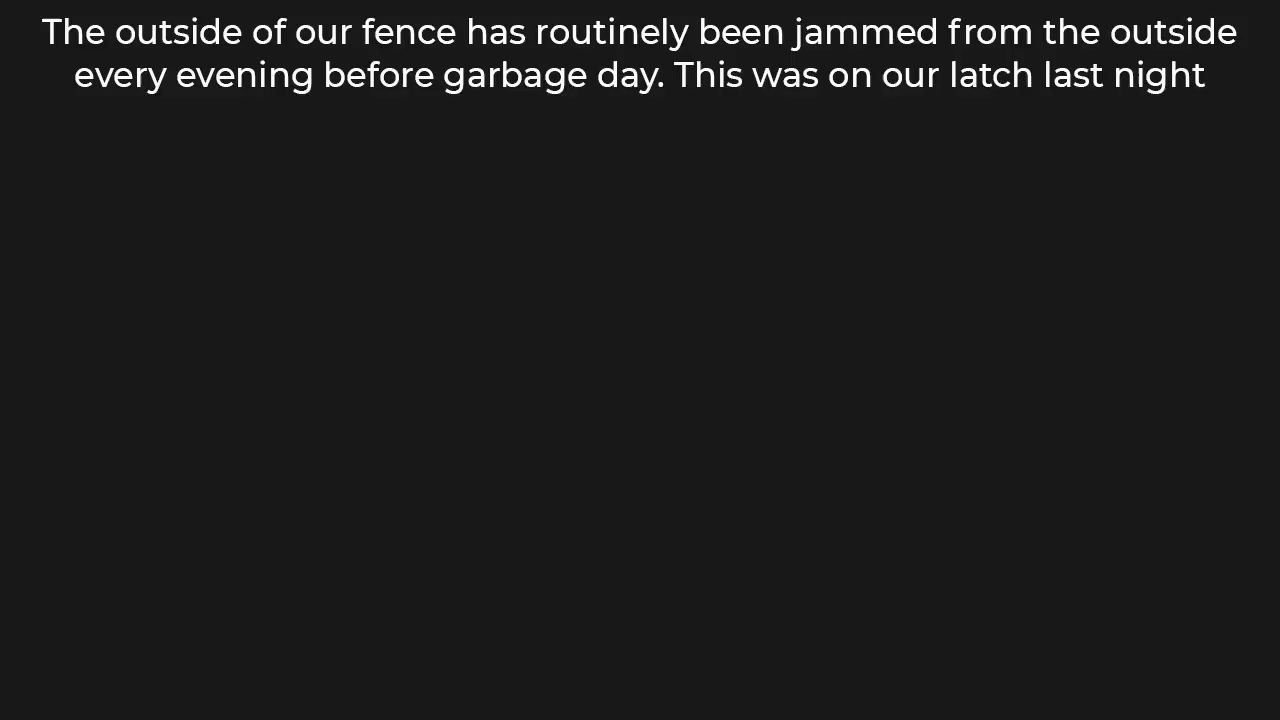 The outside of our fence has routinely been jammed from the outside
every evening before garbage day. This was on our latch last night